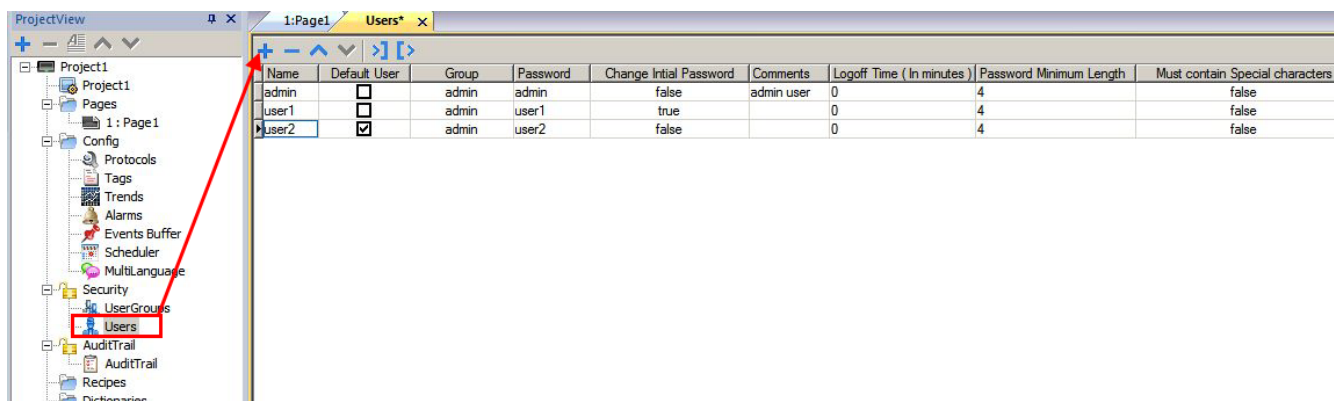 ProjectView
1:Page1 Users*
Project1
Project1
Pages
1 : Page1
Config
Protocols
Tags
Trends
Alarms
Events Buffer
Scheduler
MultiLanguage
Security
UserGroups
Users
AuditTrail
AuditTrail
Recipes
Dictionaries
Name Default User Group Password Change Intial Password Comments Logoff Time ( In minutes ) Password Minimum Length Must contain Special characters
admin admin admin false admin user 0 4 false
user1 admin user1 true 0 4 false
user2 admin user2 false 0 4 false